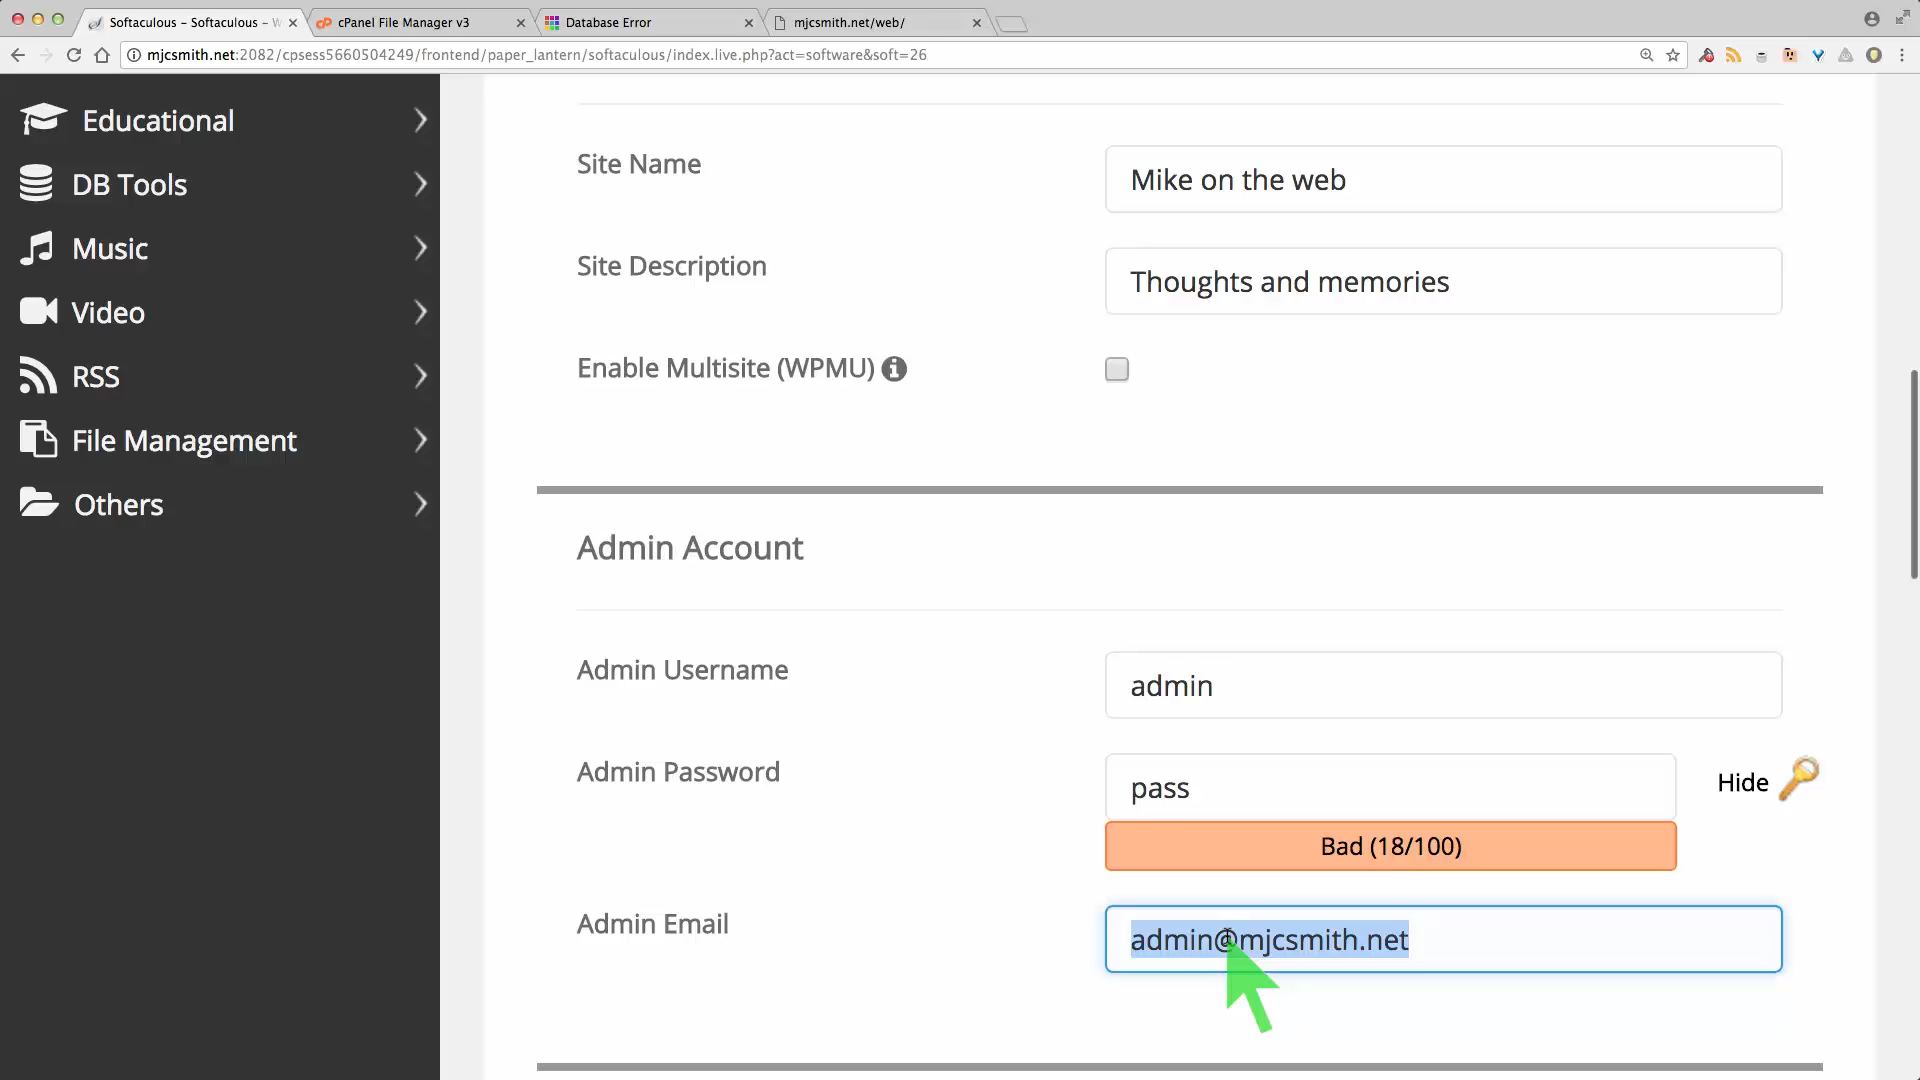 Softaculous - Softaculous - W
cPanel File Manager v3
Database Error
mjcsmith.net/web/
mjcsmith.net:2082/cpsess5660504249/frontend/paper_lantern/softaculous/index.live.php?act=software&soft=26
Educational
DB Tools
Music
Video
RSS
File Management
Others
Site Name
Mike on the web
Site Description
Thoughts and memories
Enable Multisite (WPMU)
Admin Account
Admin Username
admin
Admin Password
pass
Hide
Bad (18/100)
Admin Email
admin@mjcsmith.net